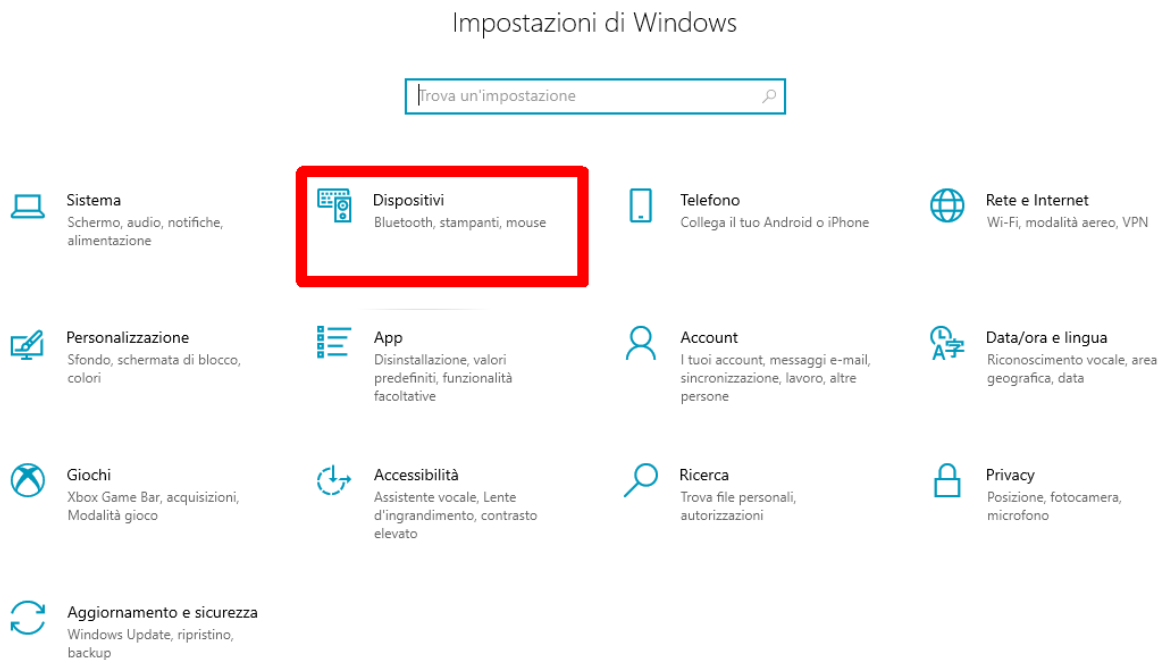 Impostazioni di Windows
Trova un'impostazione
Sistema
Schermo, audio, notifiche,
alimentazione
Dispositivi
Bluetooth, stampanti, mouse
Telefono
Collega il tuo Android o iPhone
Rete e Internet
Wi-Fi, modalità aereo, VPN
Personalizzazione
Sfondo, schermata di blocco,
colori
App
Disinstallazione, valori
predefiniti, funzionalità
facoltative
Account
I tuoi account, messaggi e-mail,
sincronizzazione, lavoro, altre
persone
Data/ora e lingua
Riconoscimento vocale, area
geografica, data
Giochi
Xbox Game Bar, acquisizioni,
Modalità gioco
Accessibilità
Assistente vocale, Lente
d'ingrandimento, contrasto
elevato
Ricerca
Trova file personali,
autorizzazioni
Privacy
Posizione, fotocamera,
microfono
Aggiornamento e sicurezza
Windows Update, ripristino,
backup